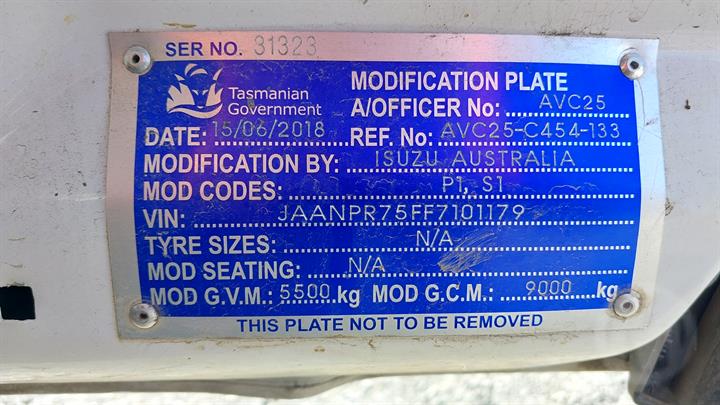 SER NO. 31323
Tasmanian Government
MODIFICATION PLATE
A/OFFICER No: AVC25
DATE: 15/06/2018 REF. No: AVC25-C454-133
MODIFICATION BY: ISUZU AUSTRALIA
MOD CODES: P1, S1
VIN: JAANPR75FF7101179
TYRE SIZES: N/A
MOD SEATING: N/A
MOD G.V.M.: 5500 kg MOD G.C.M.: 9000 kg
THIS PLATE NOT TO BE REMOVED